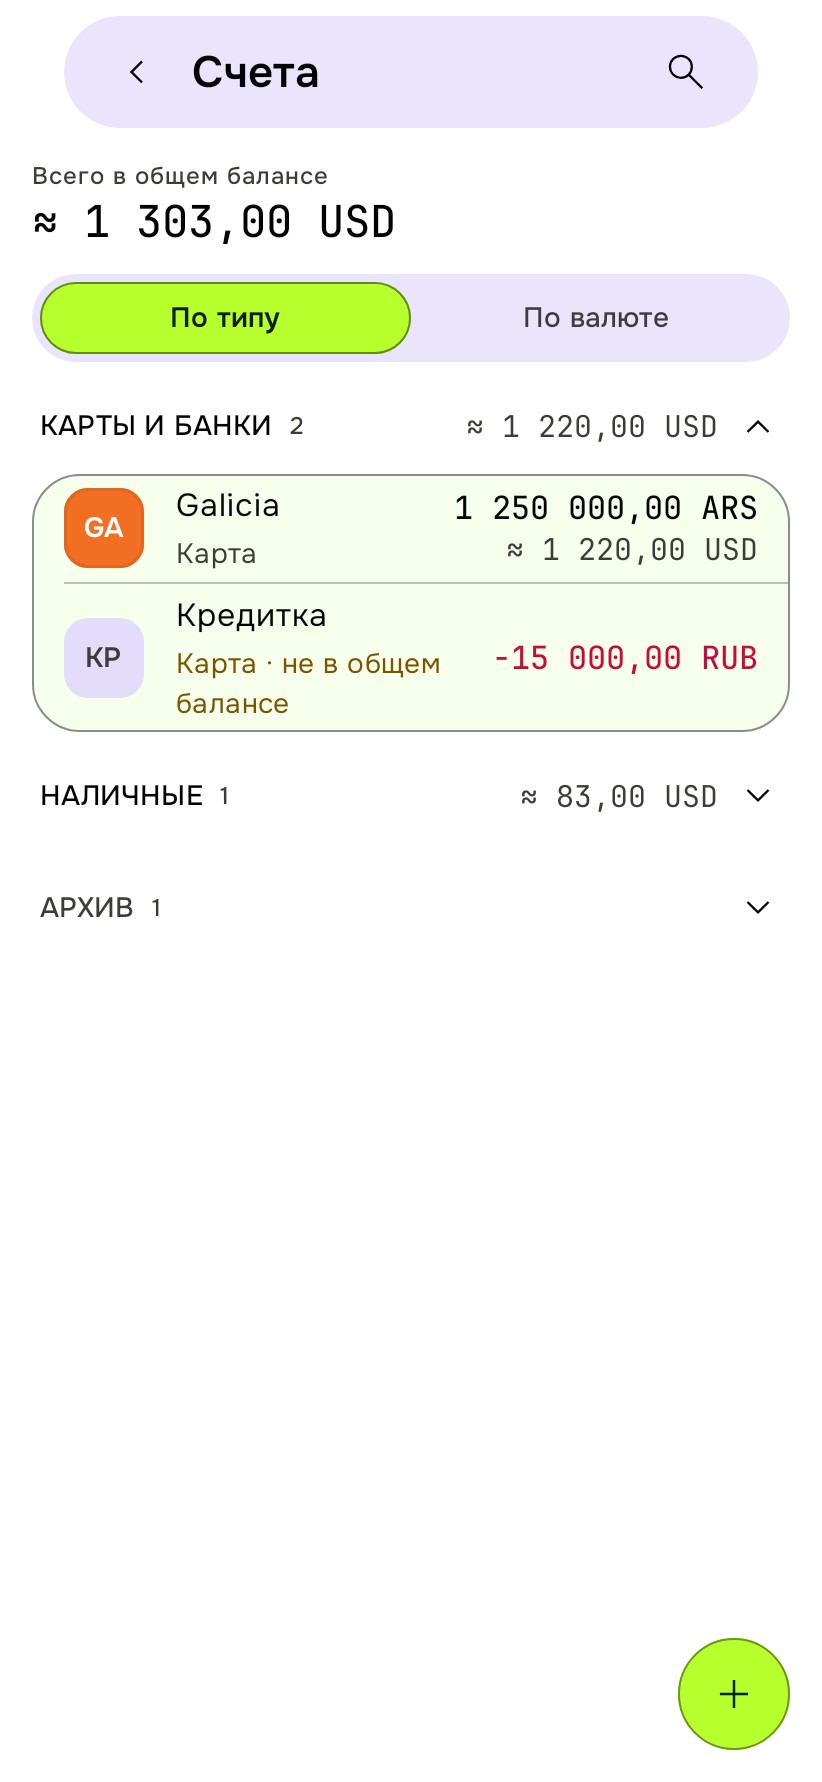 Счета
Всего в общем балансе
≈ 1 303,00 USD
По типу
По валюте
КАРТЫ И БАНКИ 2 ≈ 1 220,00 USD
GA
Galicia
1 250 000,00 ARS
Карта
≈ 1 220,00 USD
КР
Кредитка
Карта · не в общем
балансе
-15 000,00 RUB
НАЛИЧНЫЕ 1 ≈ 83,00 USD
АРХИВ 1